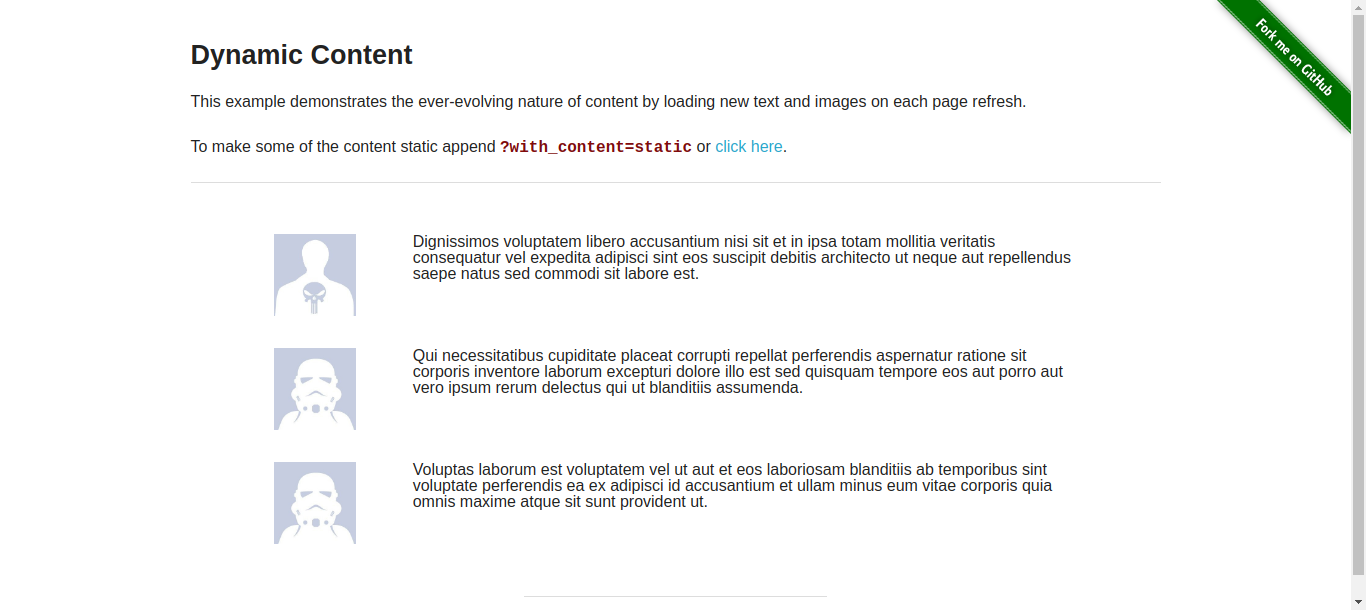 Fork me on GitHub
Dynamic Content
This example demonstrates the ever-evolving nature of content by loading new text and images on each page refresh.
To make some of the content static append ?with_content=static or click here.
Dignissimos voluptatem libero accusantium nisi sit et in ipsa totam mollitia veritatis
consequatur vel expedita adipisci sint eos suscipit debitis architecto ut neque aut repellendus
saepe natus sed commodi sit labore est.
Qui necessitatibus cupiditate placeat corrupti repellat perferendis aspernatur ratione sit
corporis inventore laborum excepturi dolore illo est sed quisquam tempore eos aut porro aut
vero ipsum rerum delectus qui ut blanditiis assumenda.
Voluptas laborum est voluptatem vel ut aut et eos laboriosam blanditiis ab temporibus sint
voluptate perferendis ea ex adipisci id accusantium et ullam minus eum vitae corporis quia
omnis maxime atque sit sunt provident ut.